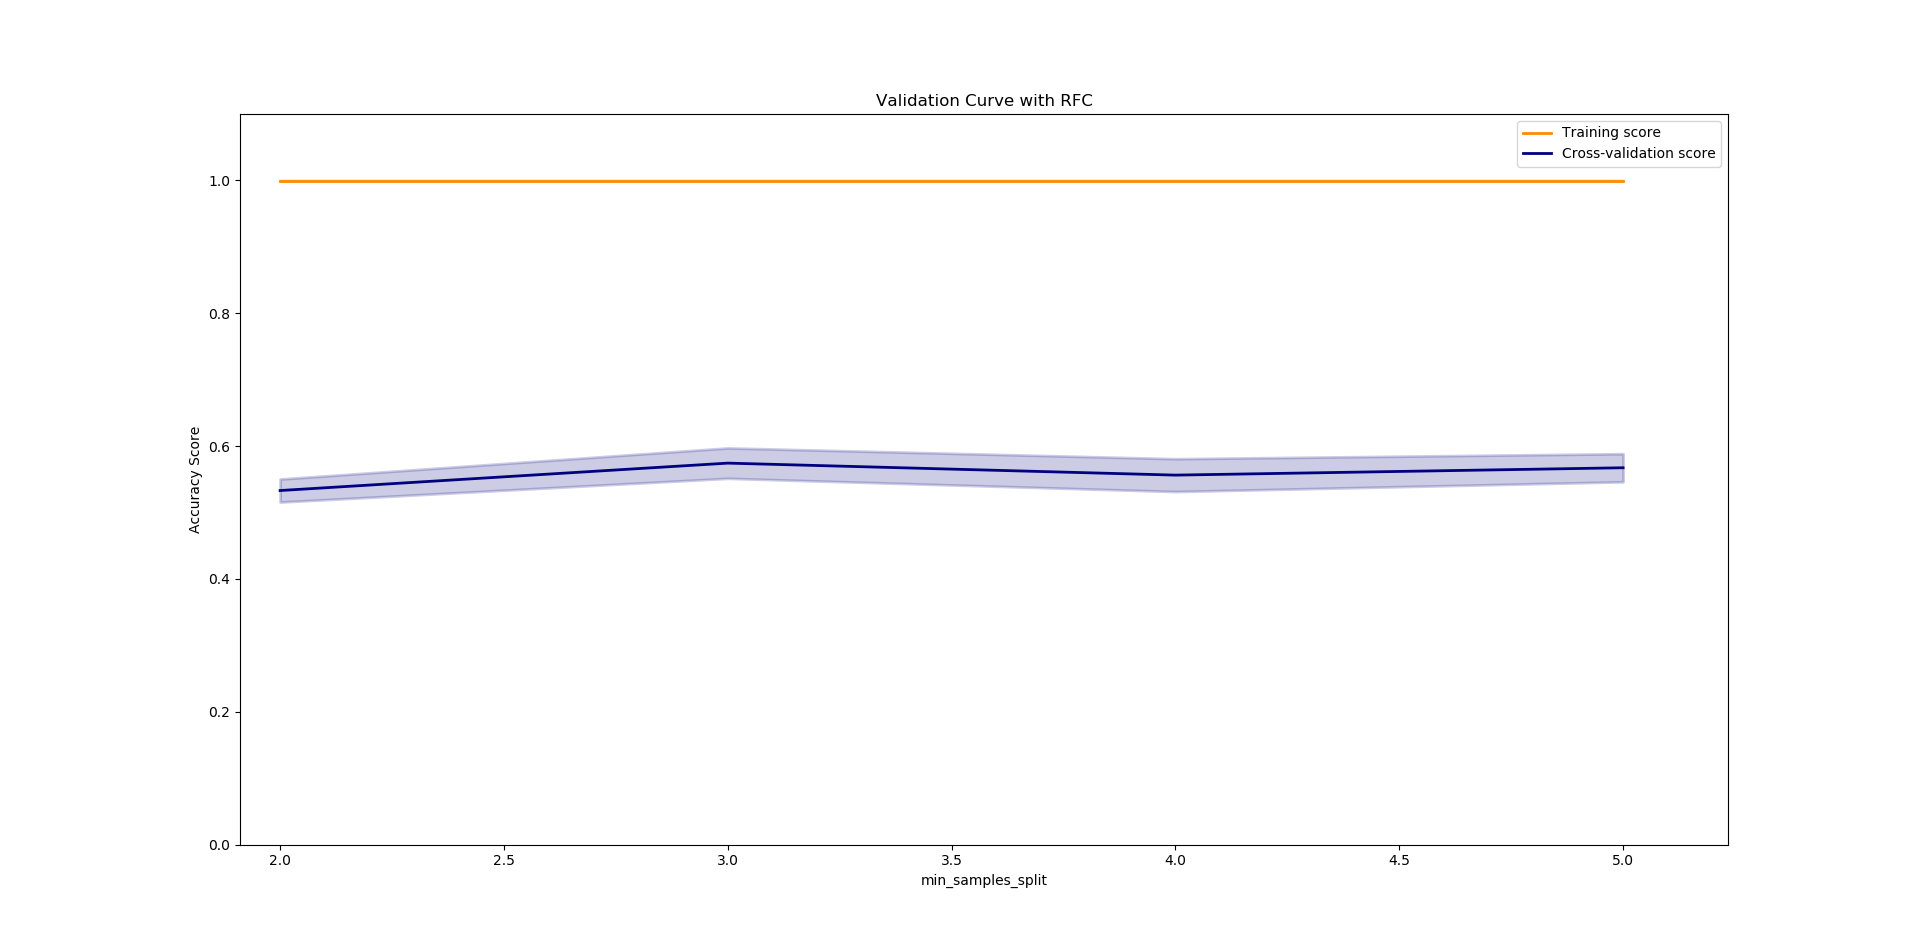 Validation Curve with RFC
Training score
Cross-validation score
1.0
0.8
0.6
0.4
0.2
0.0
Accuracy Score
2.0 2.5 3.0 3.5 4.0 4.5 5.0
min_samples_split